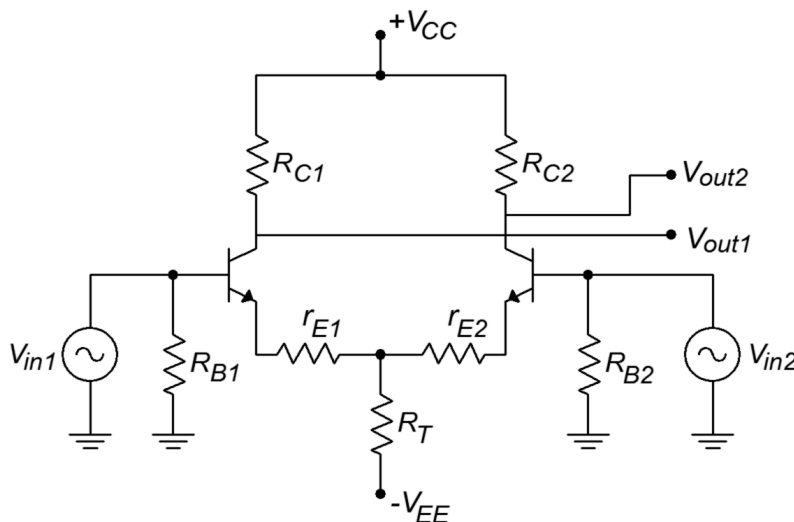 +VCC
RC1
RC2
Vout2
Vout1
rE1
rE2
Vin1
RB1
RT
RB2
Vin2
-VEE